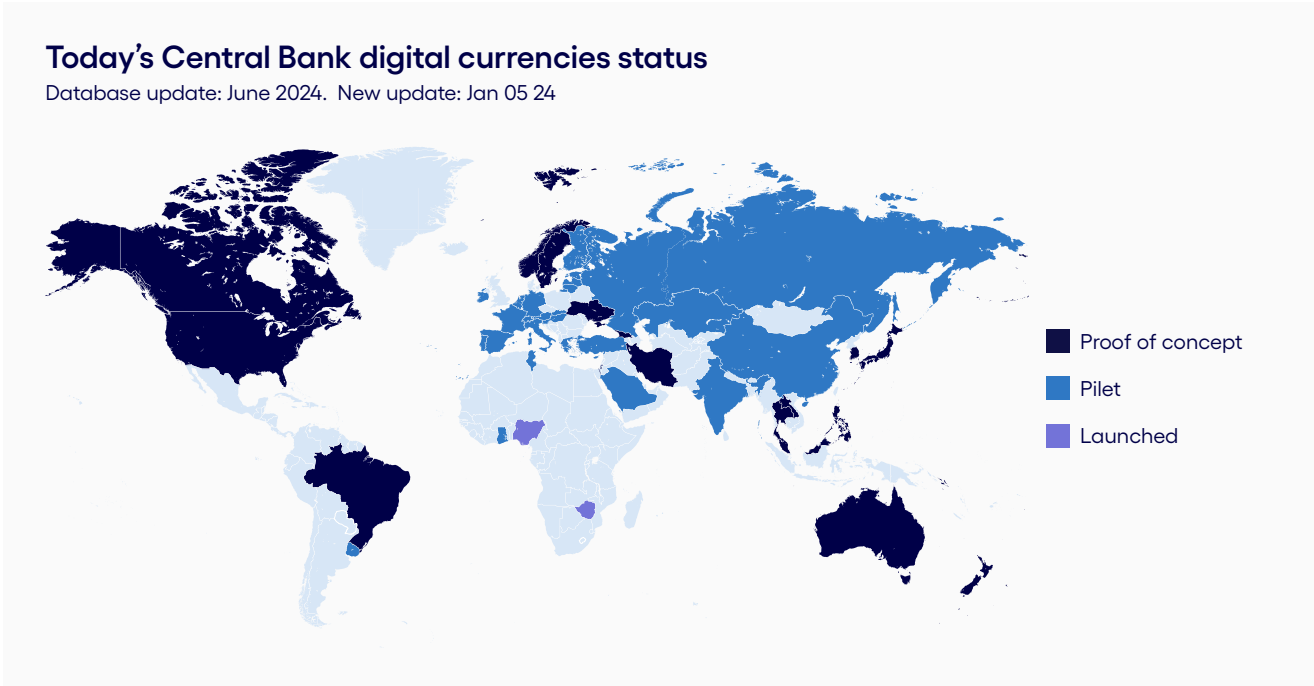 Today’s Central Bank digital currencies status
Database update: June 2024.  New update: Jan 05 24
Proof of concept
Pilet
Launched